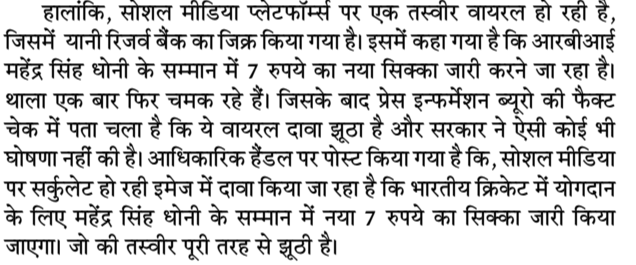 हालांकि, सोशल मीडिया प्लेटफॉर्म्स पर एक तस्वीर वायरल हो रही है,
जिसमें यानी रिजर्व बैंक का जिक्र किया गया है। इसमें कहा गया है कि आरबीआई
महेंद्र सिंह धोनी के सम्मान में 7 रुपये का नया सिक्का जारी करने जा रहा है।
थाला एक बार फिर चमक रहे हैं। जिसके बाद प्रेस इन्फर्मेशन ब्यूरो की फैक्ट
चेक में पता चला है कि ये वायरल दावा झूठा है और सरकार ने ऐसी कोई भी
घोषणा नहीं की है। आधिकारिक हैंडल पर पोस्ट किया गया है कि, सोशल मीडिया
पर सर्कुलेट हो रही इमेज में दावा किया जा रहा है कि भारतीय क्रिकेट में योगदान
के लिए महेंद्र सिंह धोनी के सम्मान में नया 7 रुपये का सिक्का जारी किया
जाएगा। जो की तस्वीर पूरी तरह से झूठी है।